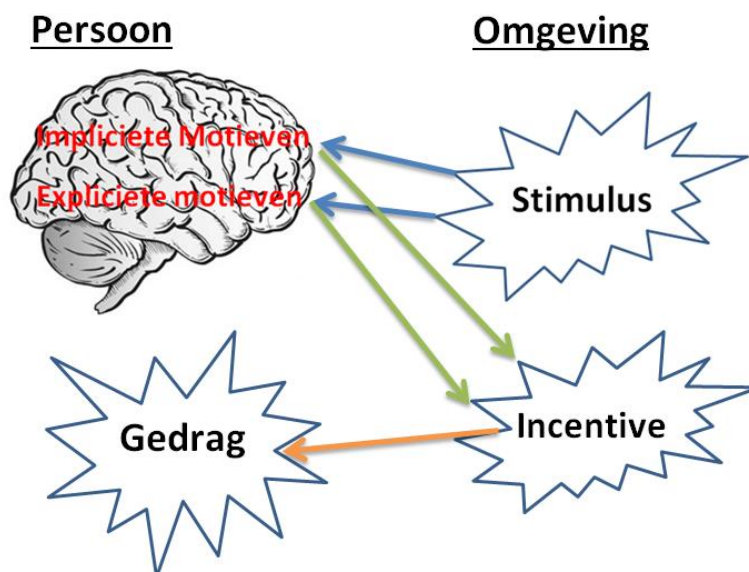 Persoon
Omgeving
Impliciete Motieven
Expliciete motieven
Stimulus
Gedrag
Incentive